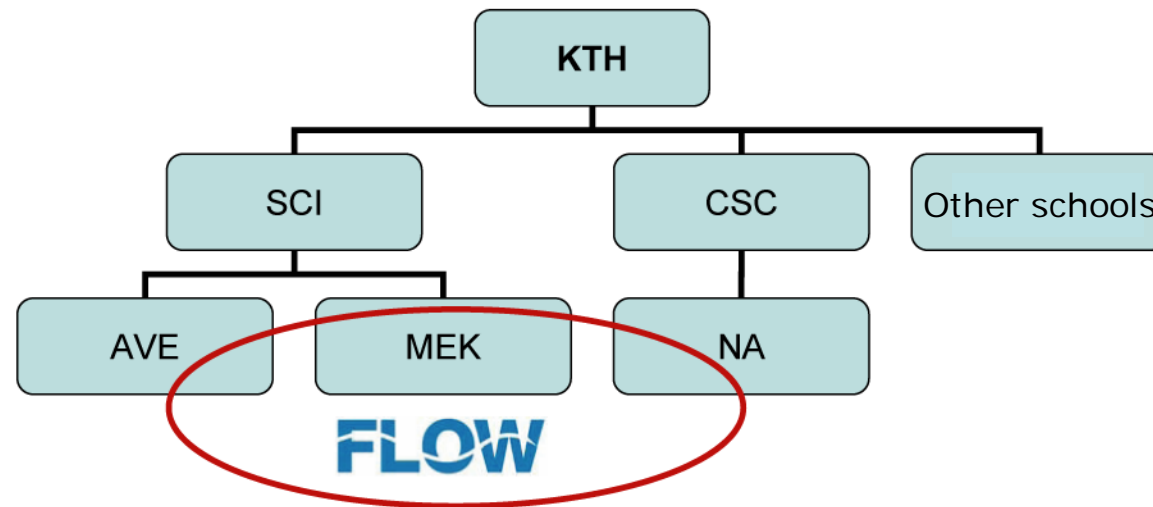 KTH
SCI
CSC
Other schools
AVE
MEK
NA
FLOW